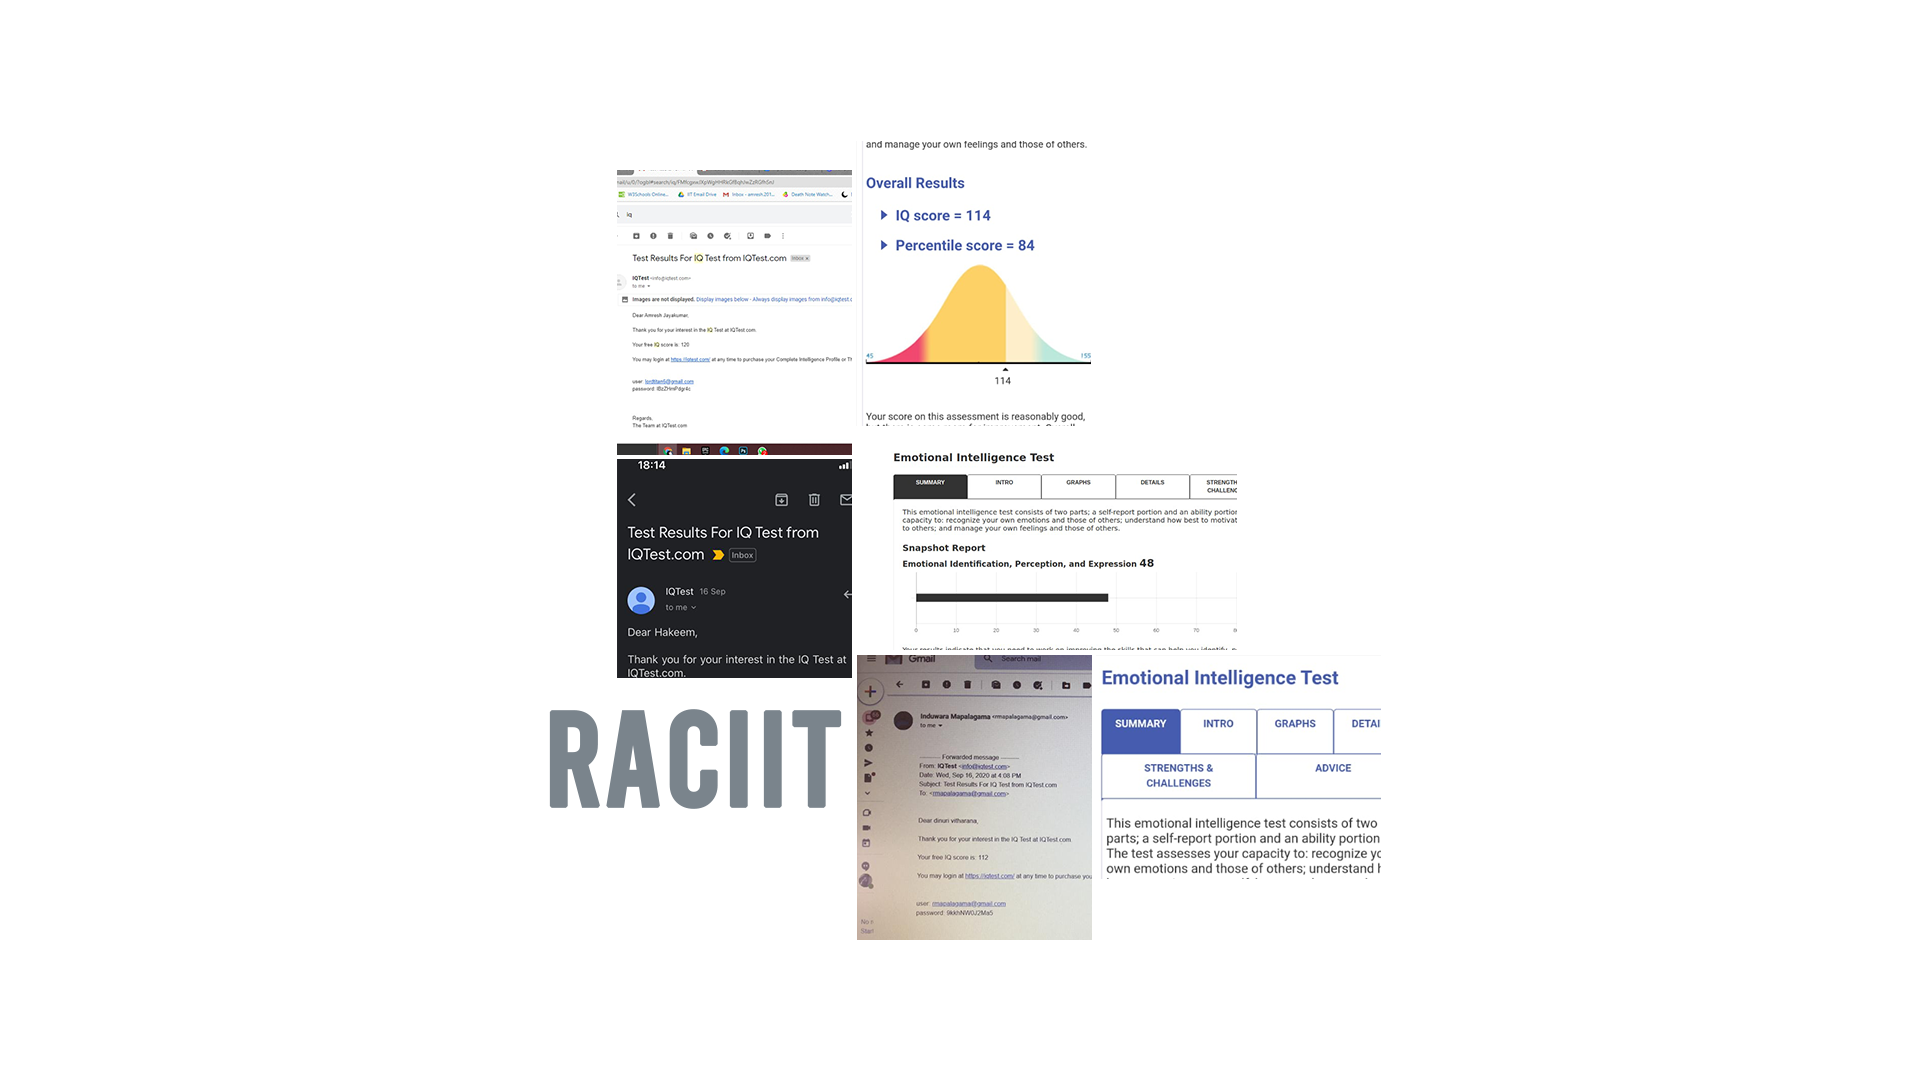 W3Schools Online...
IIT Email Drive
Inbox - amresh.201...
Death Note Watch...
iq
Test Results For IQ Test from IQTest.com
Inbox x
IQTest <info@iqtest.com>
to me
Images are not displayed. Display images below - Always display images from info@iqtest.c
Dear Amresh Jayakumar,
Thank you for your interest in the IQ Test at IQTest.com.
Your free IQ score is: 120
You may login at https://iqtest.com/ at any time to purchase your Complete Intelligence Profile or Th
user:
password:
Regards,
The Team at IQTest.com
and manage your own feelings and those of others.
Overall Results
IQ score = 114
Percentile score = 84
45
155
114
Your score on this assessment is reasonably good,
18:14
Test Results For IQ Test from
IQTest.com
Inbox
IQTest 16 Sep
to me
Dear Hakeem,
Thank you for your interest in the IQ Test at
IQTest.com.
Emotional Intelligence Test
SUMMARY
INTRO
GRAPHS
DETAILS
STRENGTH
CHALLENG
This emotional intelligence test consists of two parts; a self-report portion and an ability portion
capacity to: recognize your own emotions and those of others; understand how best to motivat
to others; and manage your own feelings and those of others.
Snapshot Report
Emotional Identification, Perception, and Expression 48
0 10 20 30 40 50 60 70 8
RACIIT
Gmail
Search mail
Induwara Mapalagama <rmapalagama@gmail.com>
to me
---------- Forwarded message ----------
From: IQTest <info@iqtest.com>
Date: Wed, Sep 16, 2020 at 4:08 PM
Subject: Test Results For IQ Test from IQTest.com
To: <rmapalagama@gmail.com>
Dear dinuri vitharana,
Thank you for your interest in the IQ Test at IQTest.com.
Your free IQ score is: 112
You may login at https://iqtest.com/ at any time to purchase you
user: rmapalagama@gmail.com
password:
Emotional Intelligence Test
SUMMARY
INTRO
GRAPHS
DETAI
STRENGTHS &
CHALLENGES
ADVICE
This emotional intelligence test consists of two
parts; a self-report portion and an ability portion
The test assesses your capacity to: recognize yo
own emotions and those of others; understand h